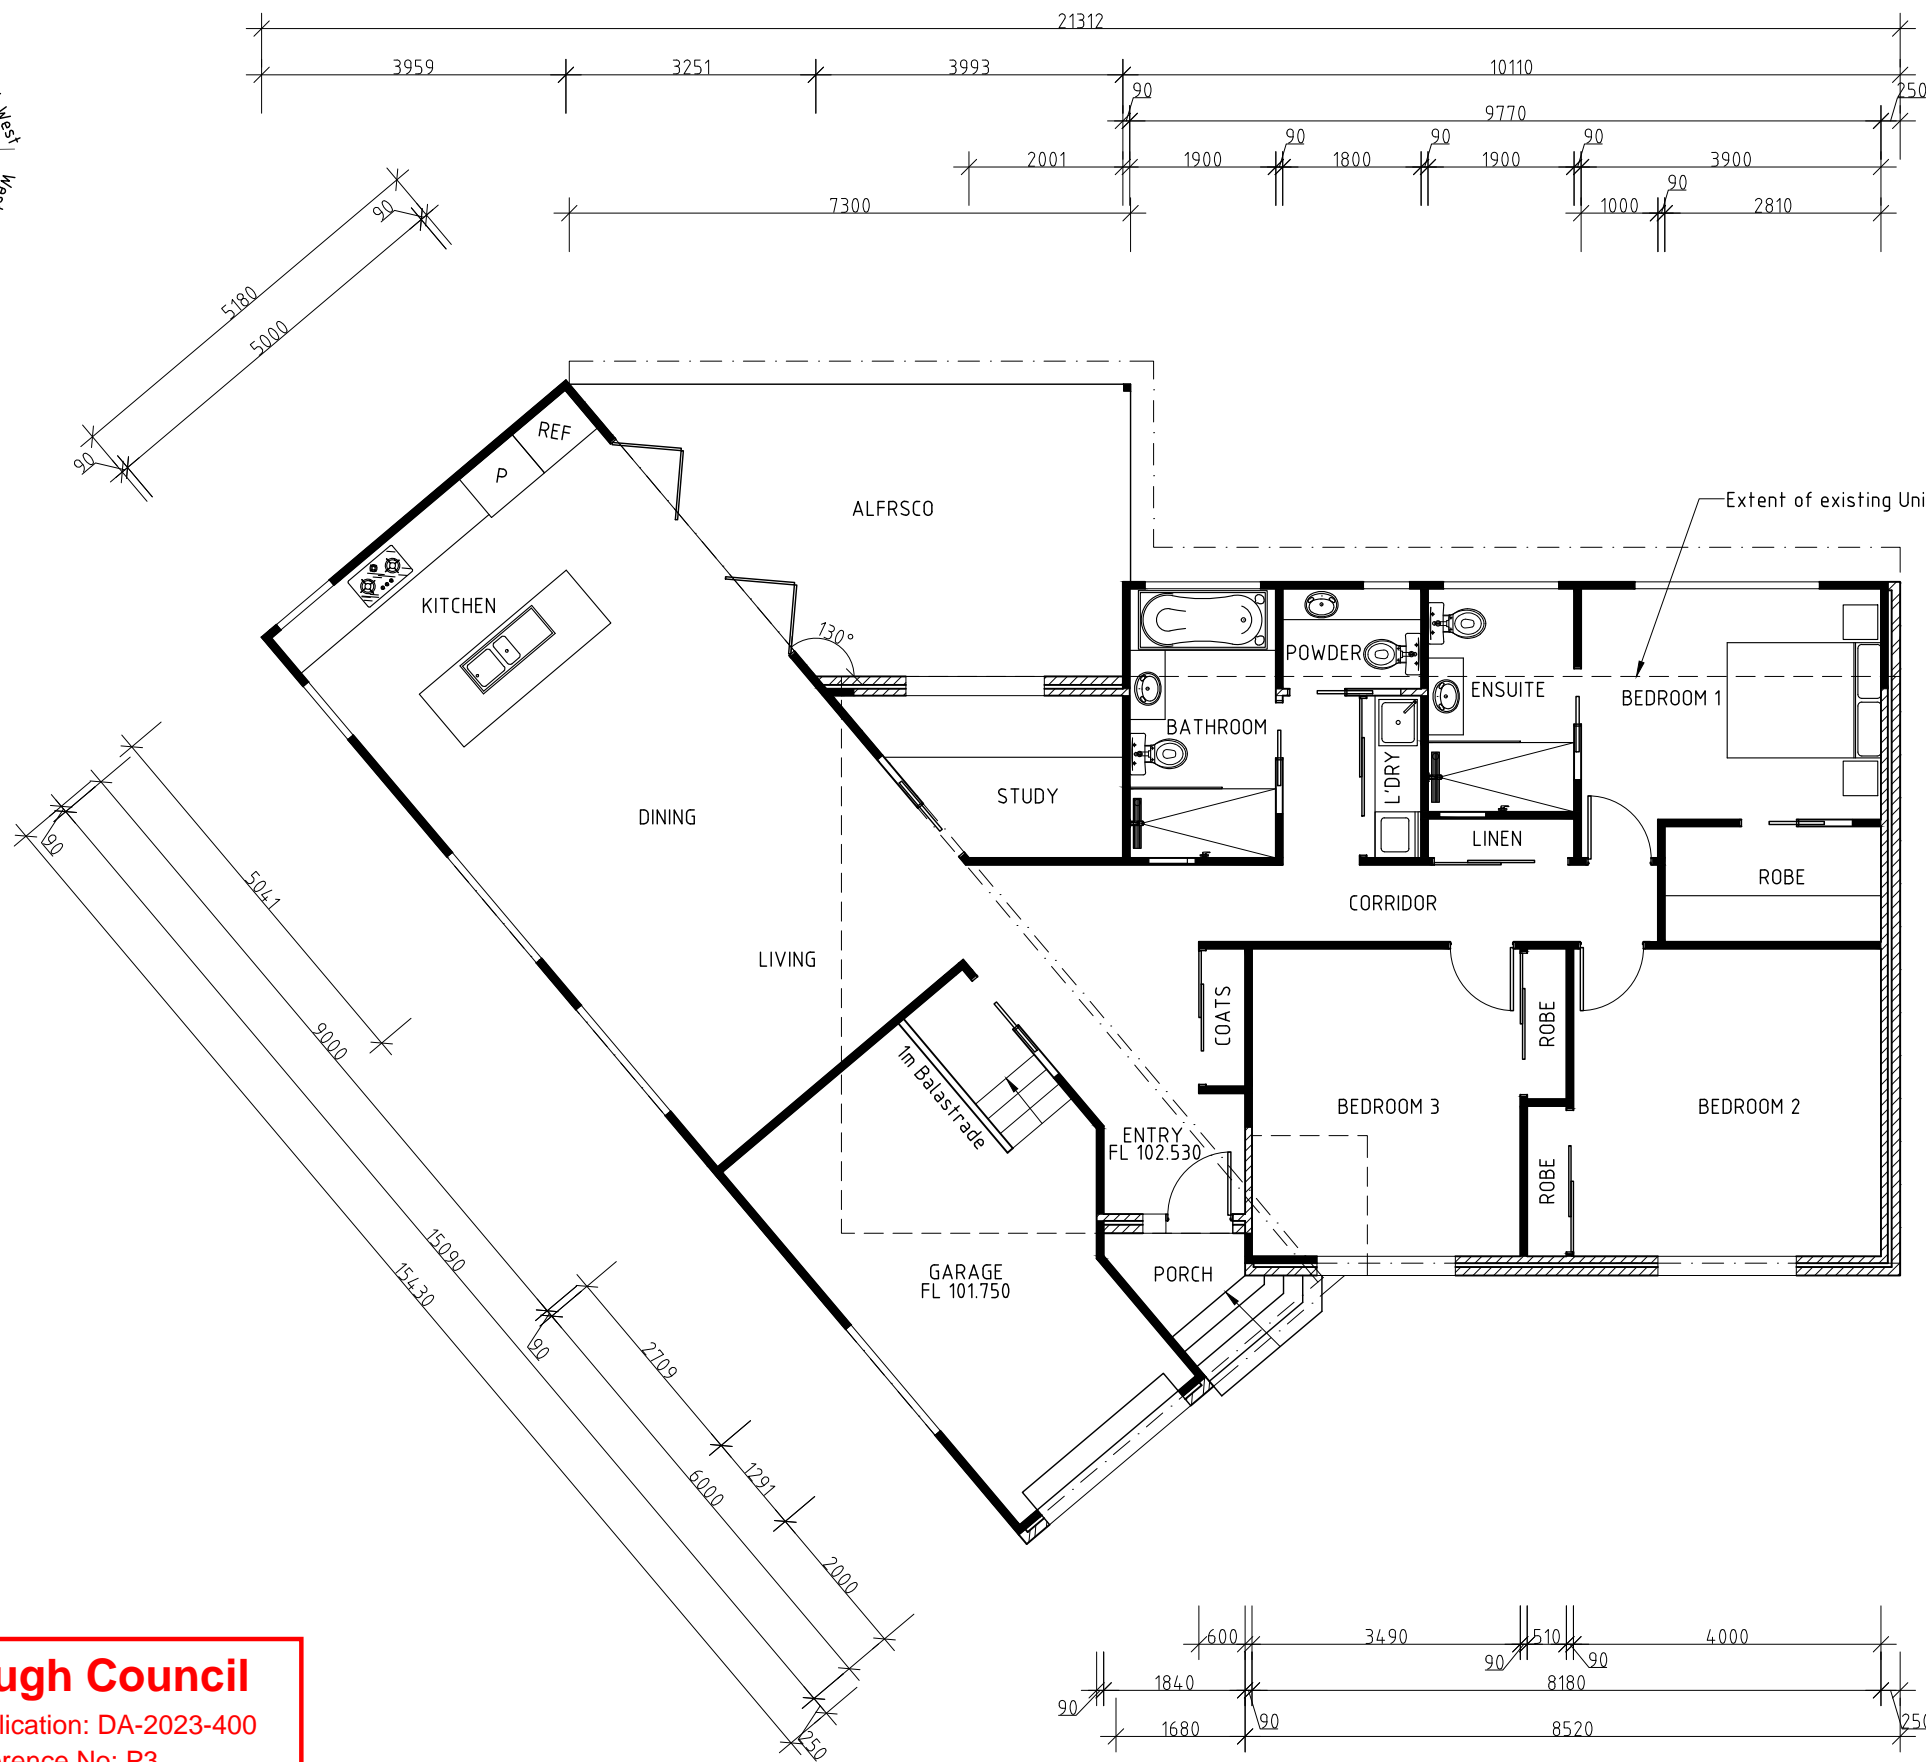 21312
3959 3251 3993 10110
90 250
9770
90 90 90
2001 1900 1800 1900 3900
90
7300 1000 2810
West
90
5180
5000
90
REF
P
ALFRSCO
Extent of existing Uni
KITCHEN
130°
POWDER
ENSUITE
BEDROOM 1
BATHROOM
L'DRY
STUDY
DINING
LINEN
ROBE
CORRIDOR
LIVING
COATS
ROBE
1m Balastrade
BEDROOM 3
BEDROOM 2
ENTRY
FL 102.530
ROBE
GARAGE
FL 101.750
PORCH
90
5041
9000
15090
15430
90
2709
1291
6000
2000
250
600 3490 510 4000
90 90
1840 8180
90 90 250
1680 8520
ugh Council
lication: DA-2023-400
erence No: P3